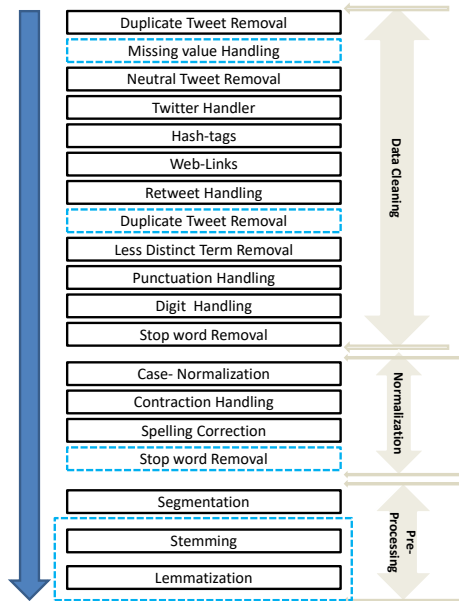 Duplicate Tweet Removal
Missing value Handling
Neutral Tweet Removal
Twitter Handler
Hash-tags
Web-Links
Retweet Handling
Duplicate Tweet Removal
Less Distinct Term Removal
Punctuation Handling
Digit Handling
Stop word Removal
Data Cleaning
Case- Normalization
Contraction Handling
Spelling Correction
Stop word Removal
Normalization
Segmentation
Stemming
Lemmatization
Pre-
Processing